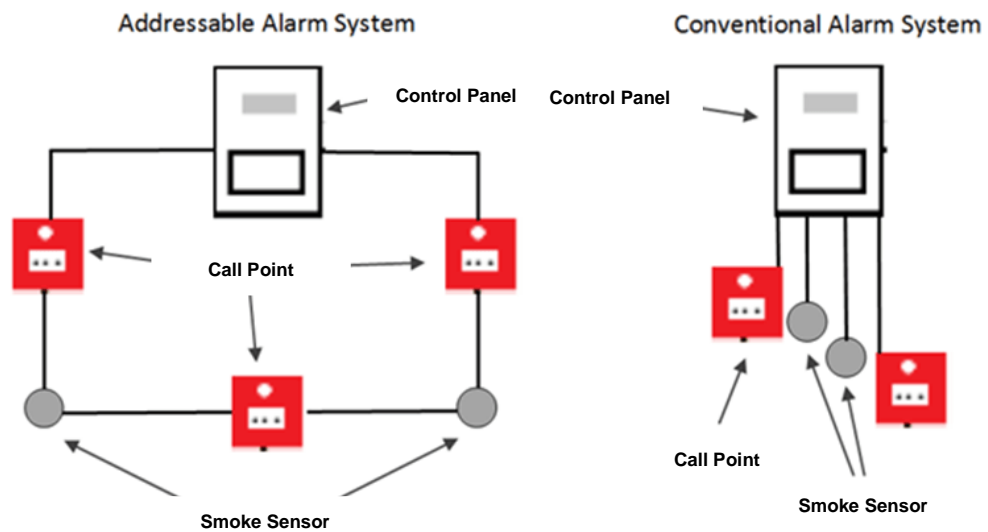 Addressable Alarm System
Conventional Alarm System
Control Panel
Control Panel
Call Point
Call Point
Smoke Sensor
Smoke Sensor